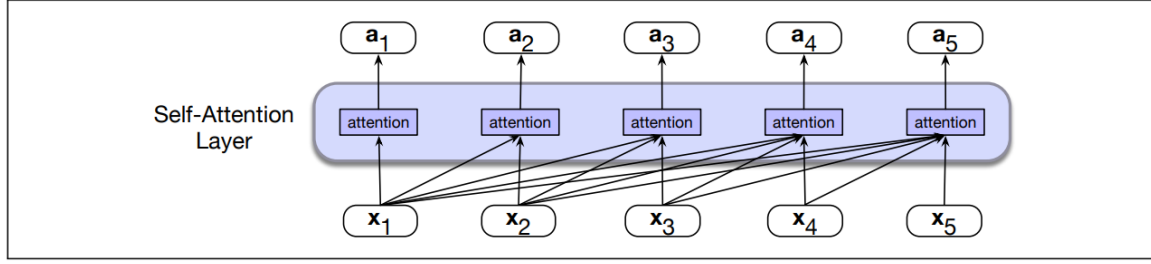 a1 a2 a3 a4 a5
Self-Attention
Layer
attention attention attention attention attention
x1 x2 x3 x4 x5